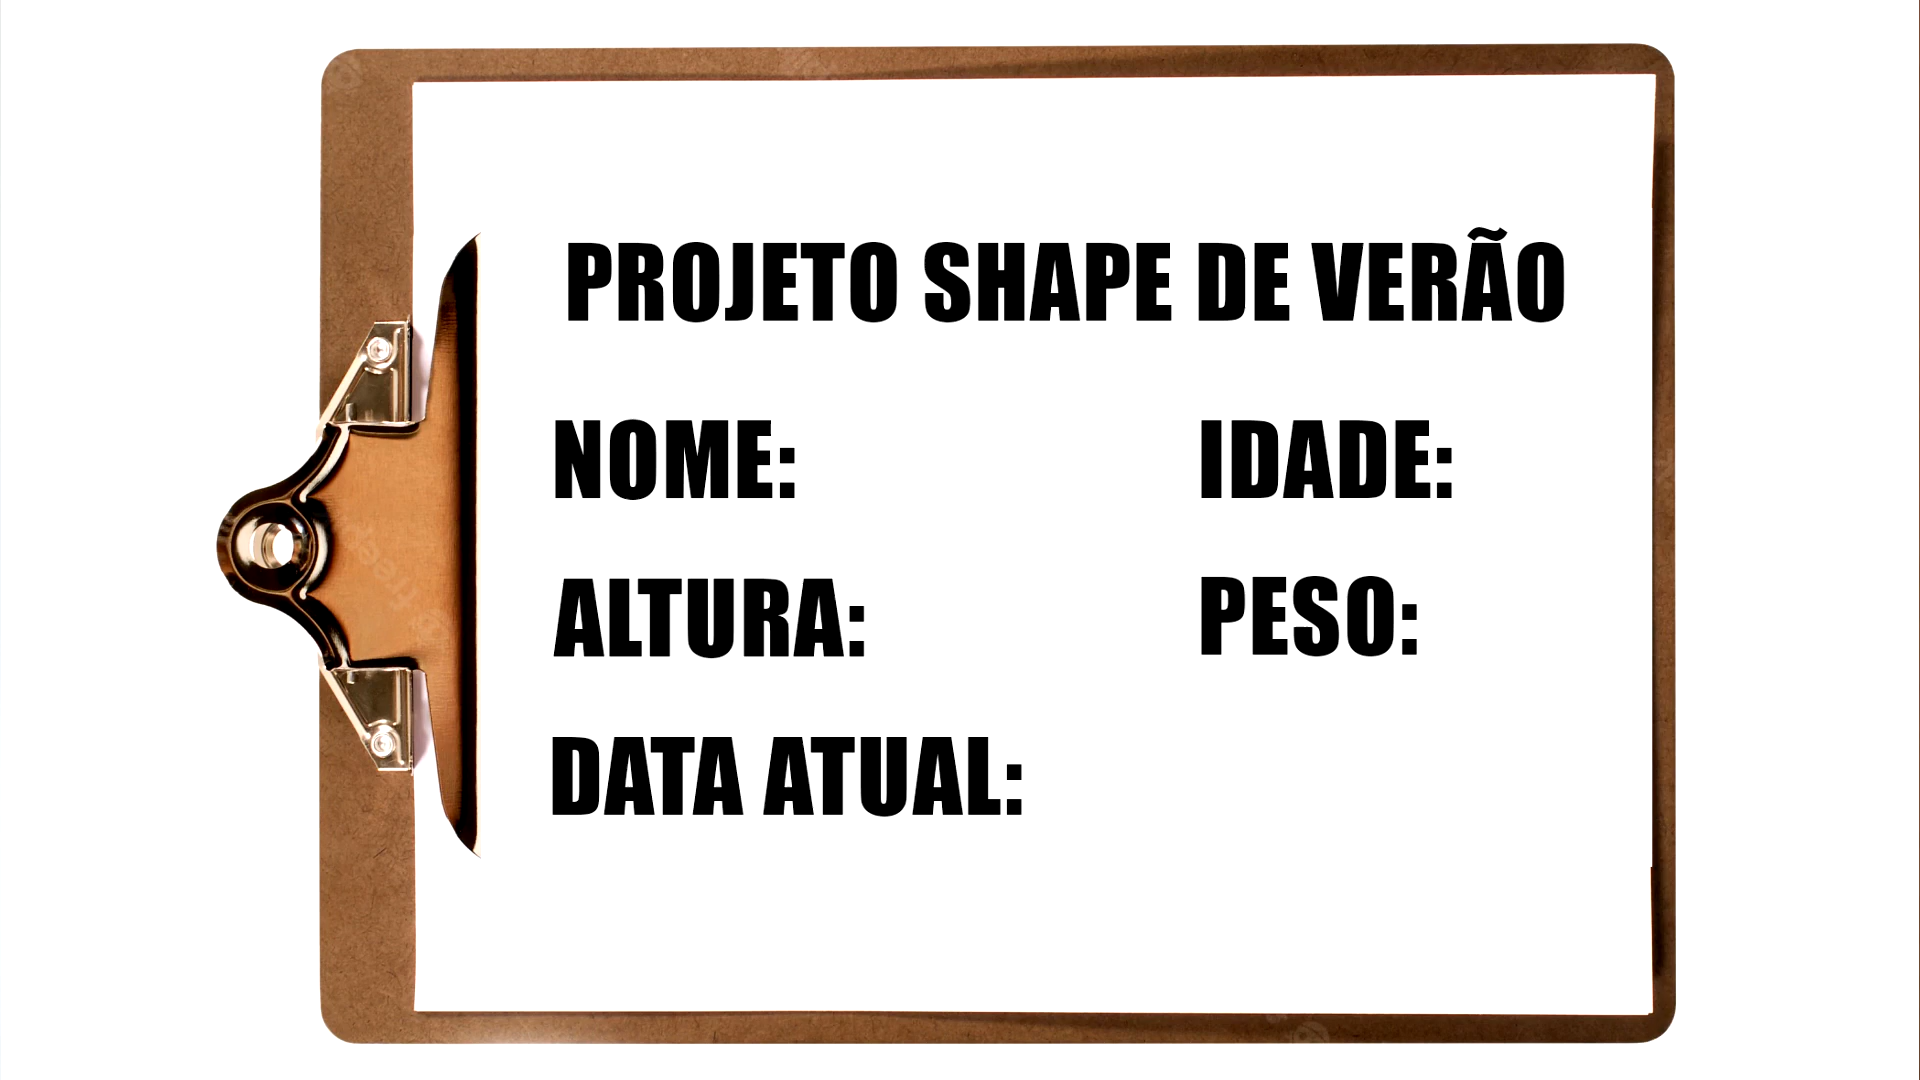 PROJETO SHAPE DE VERÃO
NOME: IDADE:
ALTURA: PESO:
DATA ATUAL: